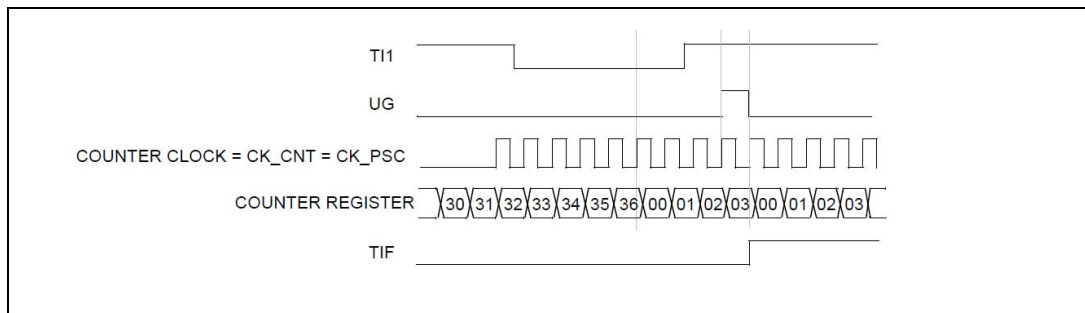 TI1
UG
COUNTER CLOCK = CK_CNT = CK_PSC
COUNTER REGISTER 30 31 32 33 34 35 36 00 01 02 03 00 01 02 03
TIF